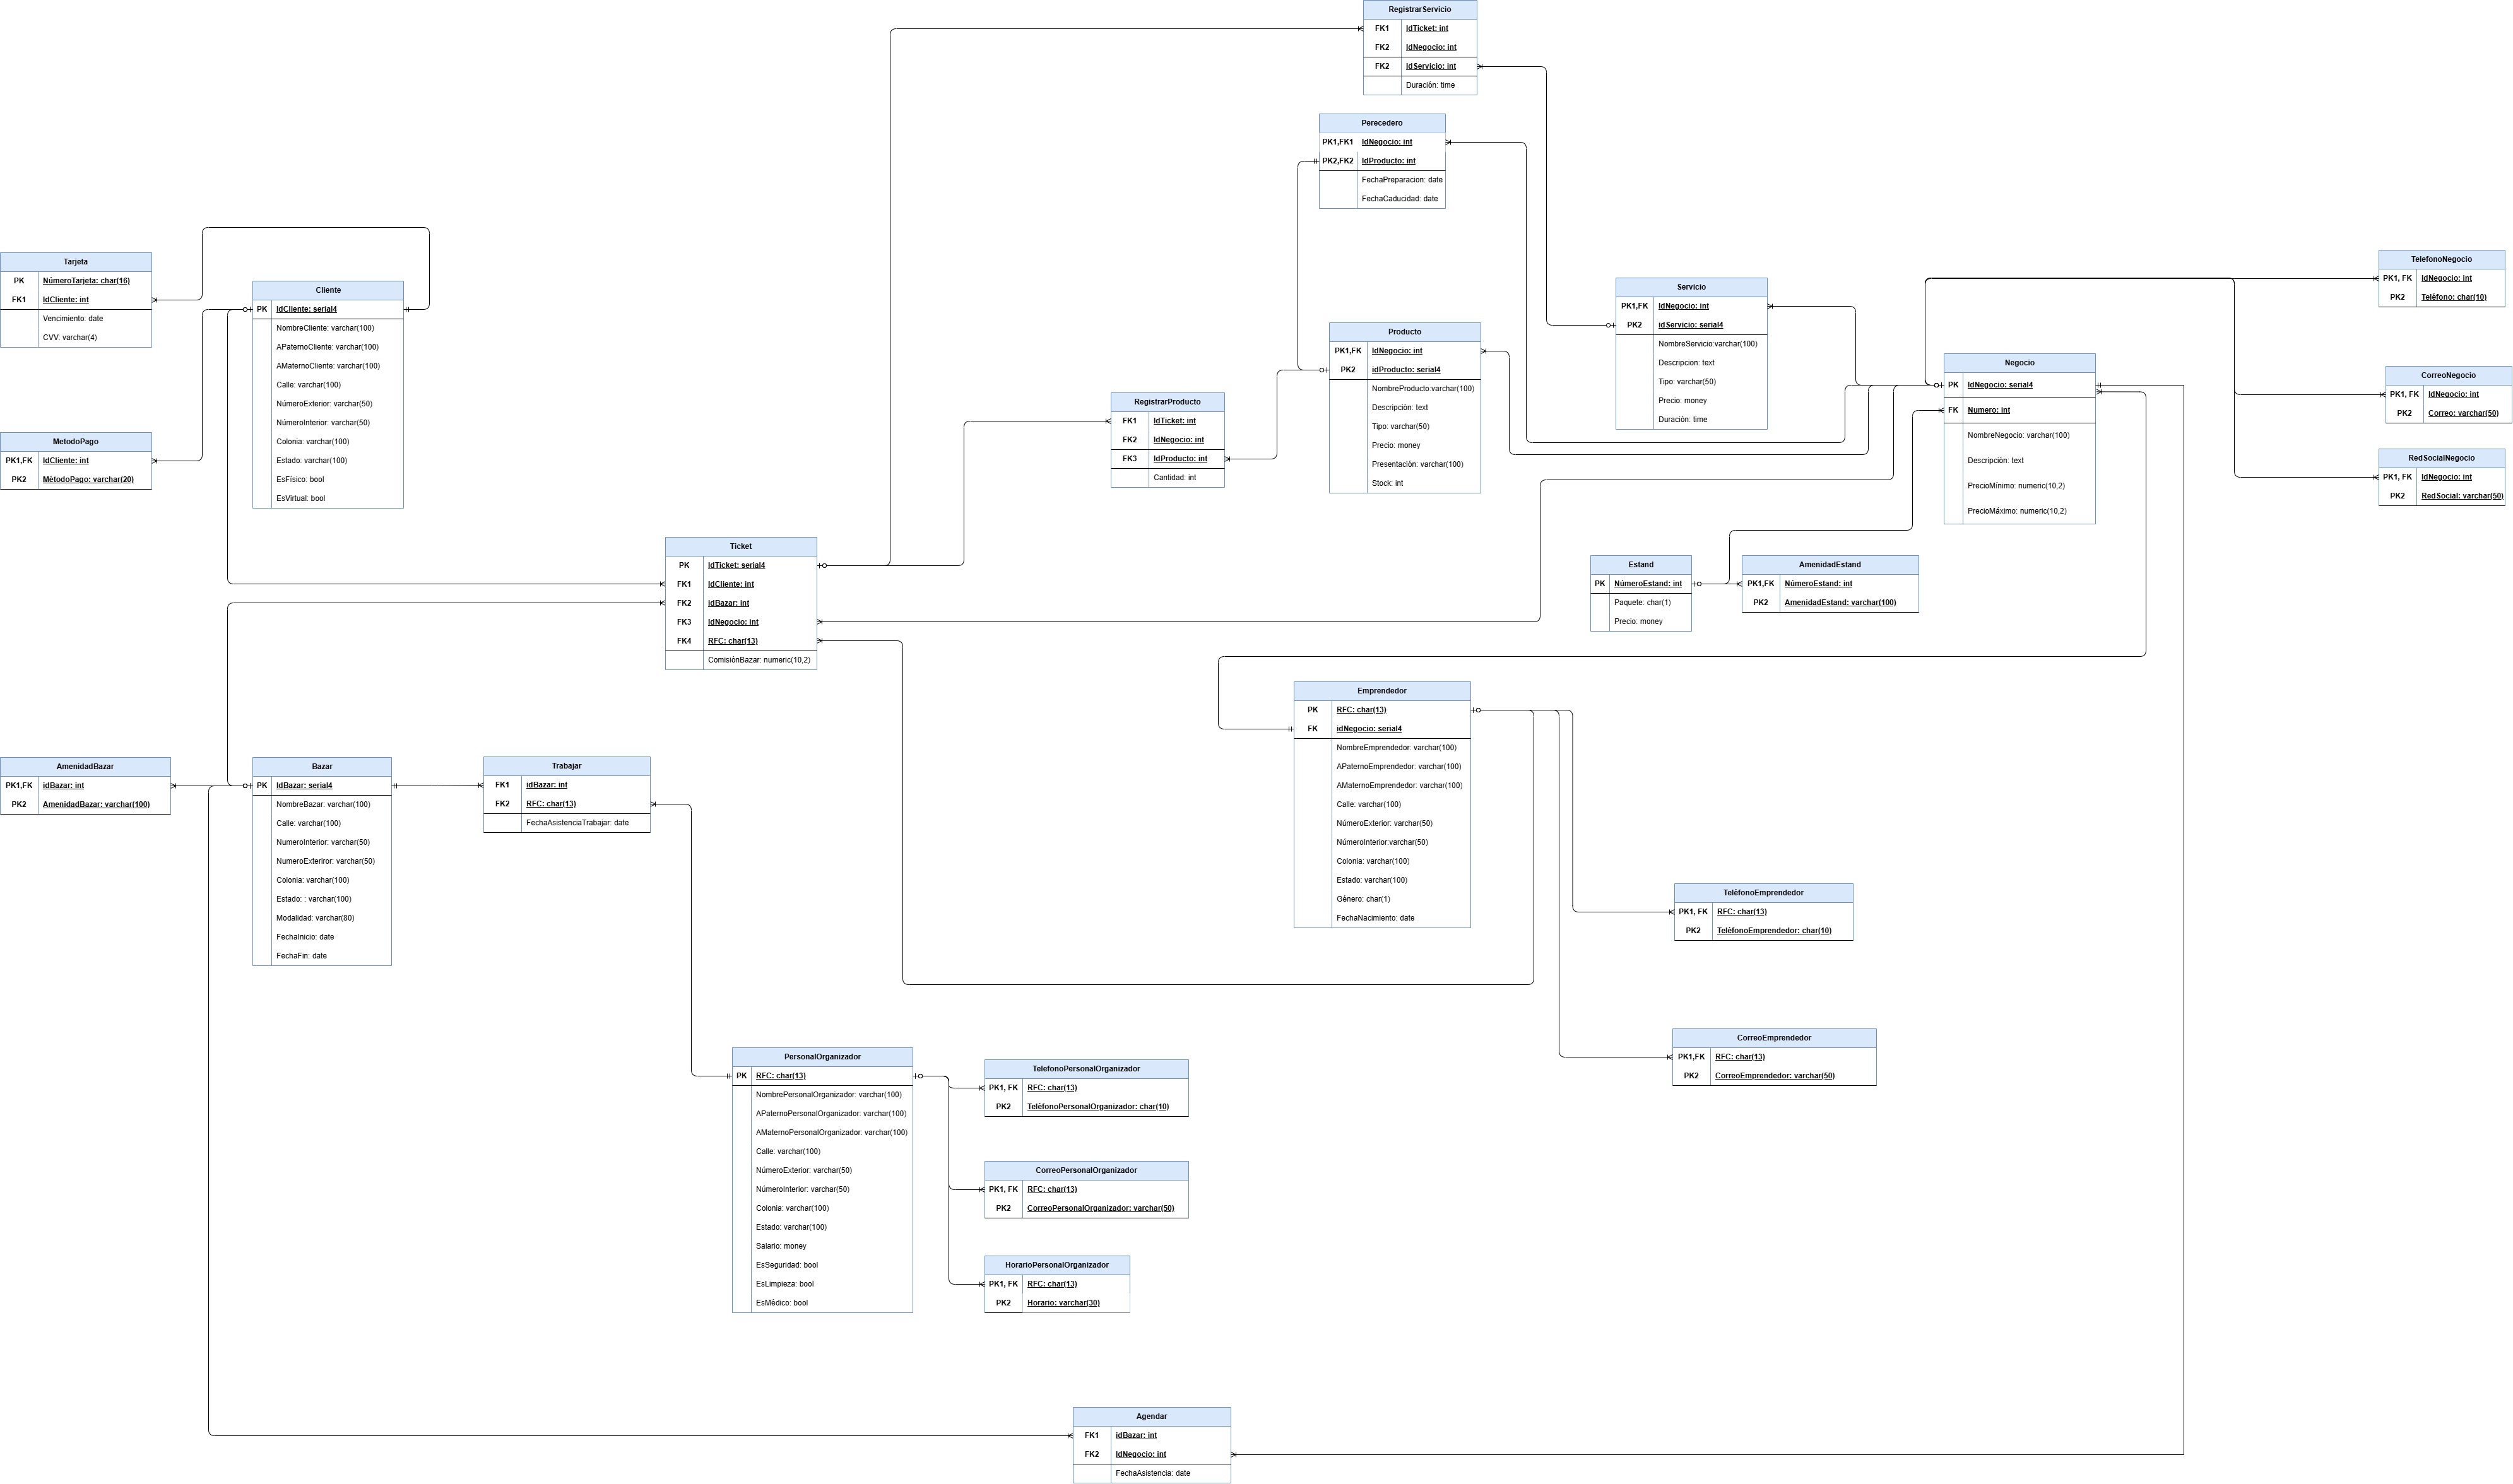 RegistrarServicio
FK1 IdTicket: int
FK2 IdNegocio: int
FK2 IdServicio: int
Duración: time
Perecedero
PK1,FK1 IdNegocio: int
PK2,FK2 IdProducto: int
FechaPreparacion: date
FechaCaducidad: date
Tarjeta
PK NúmeroTarjeta: char(16)
FK1 IdCliente: int
Vencimiento: date
CVV: varchar(4)
Cliente
PK IdCliente: serial4
NombreCliente: varchar(100)
APaternoCliente: varchar(100)
AMaternoCliente: varchar(100)
Calle: varchar(100)
NúmeroExterior: varchar(50)
NúmeroInterior: varchar(50)
Colonia: varchar(100)
Estado: varchar(100)
EsFísico: bool
EsVirtual: bool
MetodoPago
PK1,FK IdCliente: int
PK2 MétodoPago: varchar(20)
Servicio
PK1,FK IdNegocio: int
PK2 idServicio: serial4
NombreServicio:varchar(100)
Descripcion: text
Tipo: varchar(50)
Precio: money
Duración: time
Producto
PK1,FK IdNegocio: int
PK2 idProducto: serial4
NombreProducto:varchar(100)
Descripción: text
Tipo: varchar(50)
Precio: money
Presentación: varchar(100)
Stock: int
RegistrarProducto
FK1 IdTicket: int
FK2 IdNegocio: int
FK3 IdProducto: int
Cantidad: int
Negocio
PK IdNegocio: serial4
FK Numero: int
NombreNegocio: varchar(100)
Descripción: text
PrecioMínimo: numeric(10,2)
PrecioMáximo: numeric(10,2)
TelefonoNegocio
PK1, FK IdNegocio: int
PK2 Teléfono: char(10)
CorreoNegocio
PK1, FK IdNegocio: int
PK2 Correo: varchar(50)
RedSocialNegocio
PK1, FK IdNegocio: int
PK2 RedSocial: varchar(50)
Ticket
PK IdTicket: serial4
FK1 IdCliente: int
FK2 idBazar: int
FK3 IdNegocio: int
FK4 RFC: char(13)
ComisiónBazar: numeric(10,2)
Estand
PK NúmeroEstand: int
Paquete: char(1)
Precio: money
AmenidadEstand
PK1,FK NúmeroEstand: int
PK2 AmenidadEstand: varchar(100)
Emprendedor
PK RFC: char(13)
FK idNegocio: serial4
NombreEmprendedor: varchar(100)
APaternoEmprendedor: varchar(100)
AMaternoEmprendedor: varchar(100)
Calle: varchar(100)
NúmeroExterior: varchar(50)
NúmeroInterior:varchar(50)
Colonia: varchar(100)
Estado: varchar(100)
Género: char(1)
FechaNacimiento: date
AmenidadBazar
PK1,FK idBazar: int
PK2 AmenidadBazar: varchar(100)
Bazar
PK IdBazar: serial4
NombreBazar: varchar(100)
Calle: varchar(100)
NumeroInterior: varchar(50)
NumeroExteriror: varchar(50)
Colonia: varchar(100)
Estado: : varchar(100)
Modalidad: varchar(80)
FechaInicio: date
FechaFin: date
Trabajar
FK1 idBazar: int
FK2 RFC: char(13)
FechaAsistenciaTrabajar: date
TeléfonoEmprendedor
PK1, FK RFC: char(13)
PK2 TeléfonoEmprendedor: char(10)
CorreoEmprendedor
PK1,FK RFC: char(13)
PK2 CorreoEmprendedor: varchar(50)
PersonalOrganizador
PK RFC: char(13)
NombrePersonalOrganizador: varchar(100)
APaternoPersonalOrganizador: varchar(100)
AMaternoPersonalOrganizador: varchar(100)
Calle: varchar(100)
NúmeroExterior: varchar(50)
NúmeroInterior: varchar(50)
Colonia: varchar(100)
Estado: varchar(100)
Salario: money
EsSeguridad: bool
EsLimpieza: bool
EsMédico: bool
TelefonoPersonalOrganizador
PK1, FK RFC: char(13)
PK2 TeléfonoPersonalOrganizador: char(10)
CorreoPersonalOrganizador
PK1, FK RFC: char(13)
PK2 CorreoPersonalOrganizador: varchar(50)
HorarioPersonalOrganizador
PK1, FK RFC: char(13)
PK2 Horario: varchar(30)
Agendar
FK1 idBazar: int
FK2 IdNegocio: int
FechaAsistencia: date